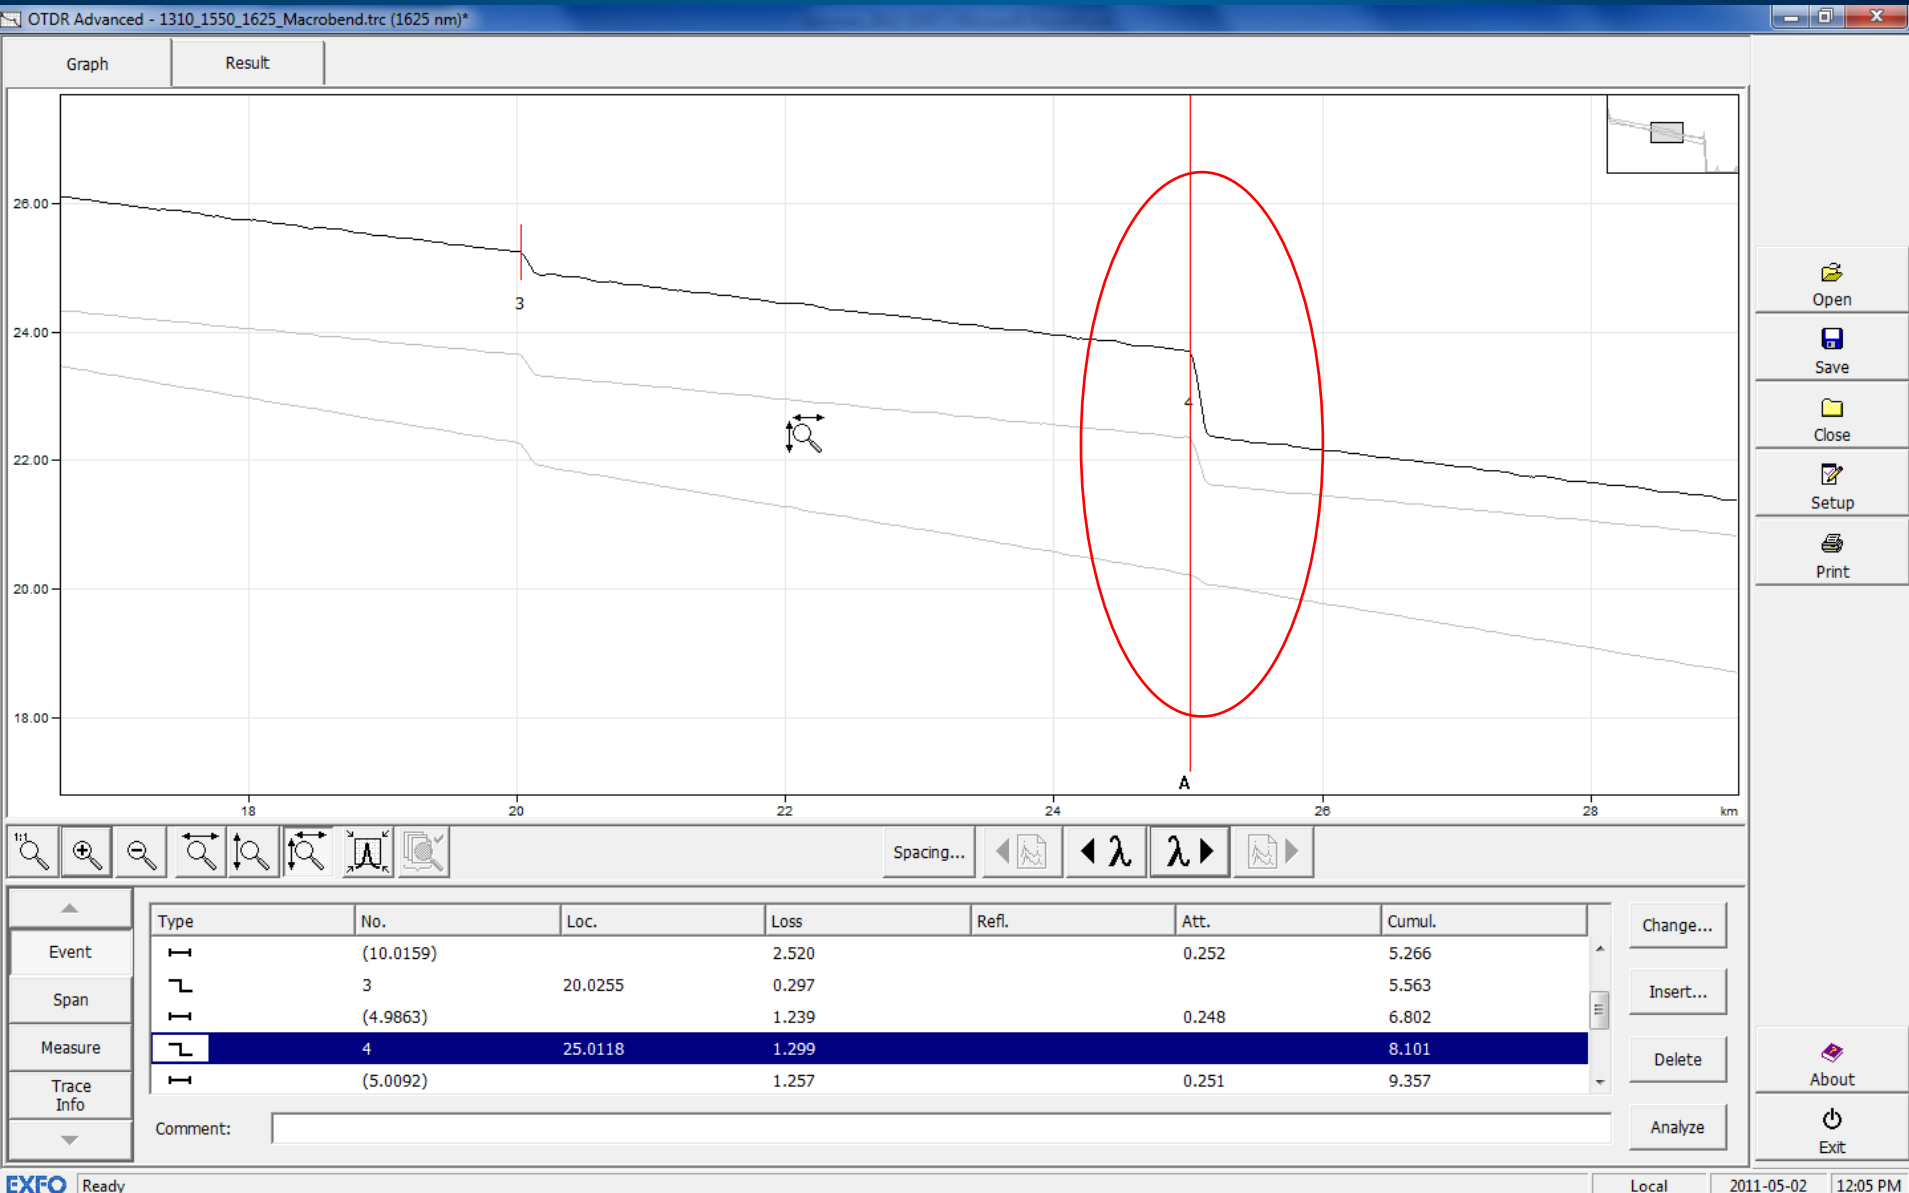 OTDR Advanced - 1310_1550_1625_Macrobend.trc (1625 nm)*
Graph Result
26.00
24.00
22.00
20.00
18.00
3
4
A
18 20 22 24 26 28 km
Open
Save
Close
Setup
Print
1:1
Spacing...
λ λ
Type No. Loc. Loss Refl. Att. Cumul.
(10.0159) 2.520 0.252 5.266
3 20.0255 0.297 5.563
(4.9863) 1.239 0.248 6.802
4 25.0118 1.299 8.101
(5.0092) 1.257 0.251 9.357
Event
Span
Measure
Trace
Info
Comment:
Change...
Insert...
Delete
Analyze
About
Exit
EXFO Ready Local 2011-05-02 12:05 PM